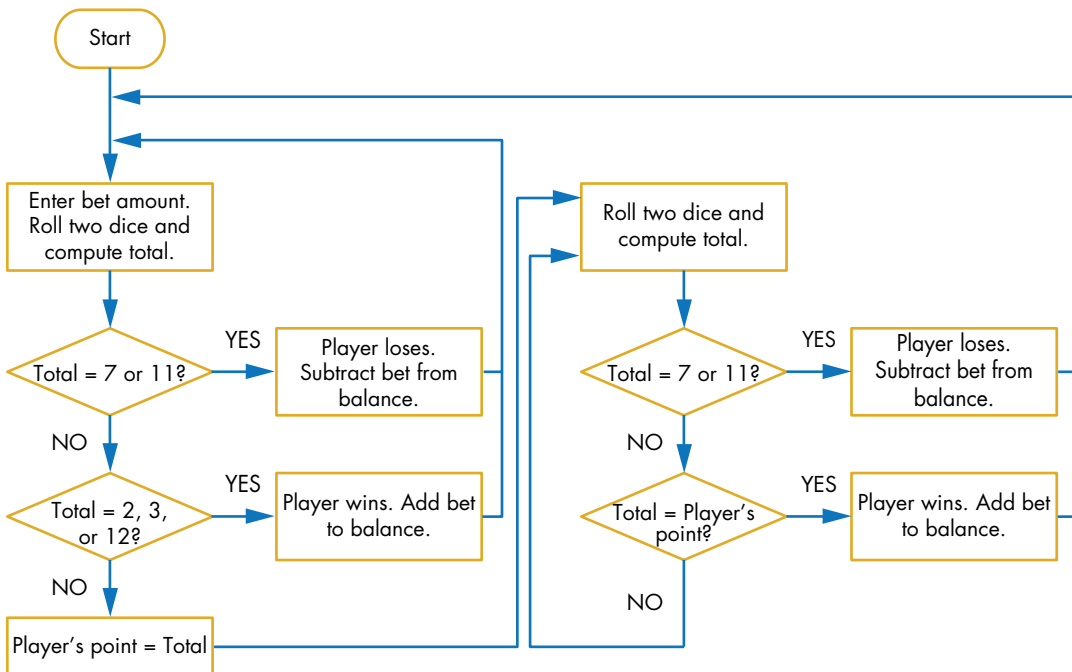 Start
Enter bet amount.
Roll two dice and
compute total.
Total = 7 or 11?
YES
Player loses.
Subtract bet from
balance.
NO
Total = 2, 3,
or 12?
YES
Player wins. Add bet
to balance.
NO
Player’s point = Total
Roll two dice and
compute total.
Total = 7 or 11?
YES
Player loses.
Subtract bet from
balance.
NO
Total = Player’s
point?
YES
Player wins. Add bet
to balance.
NO